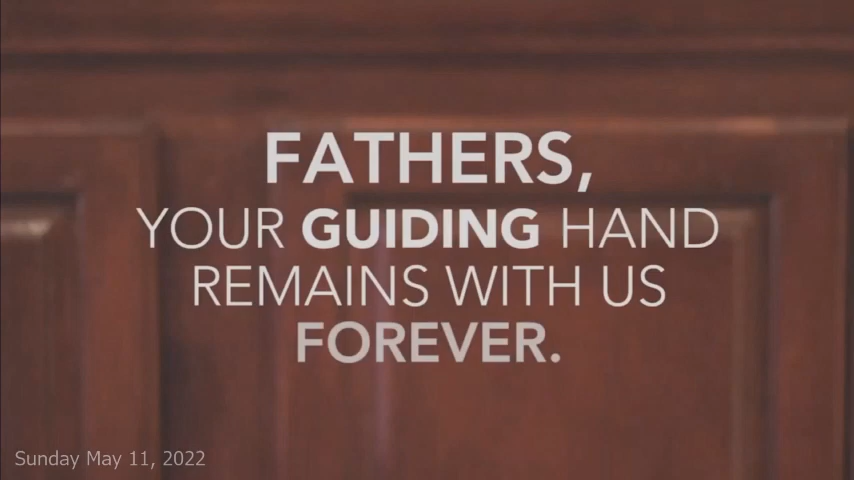 FATHERS,
YOUR GUIDING HAND
REMAINS WITH US
FOREVER.
Sunday May 11, 2022